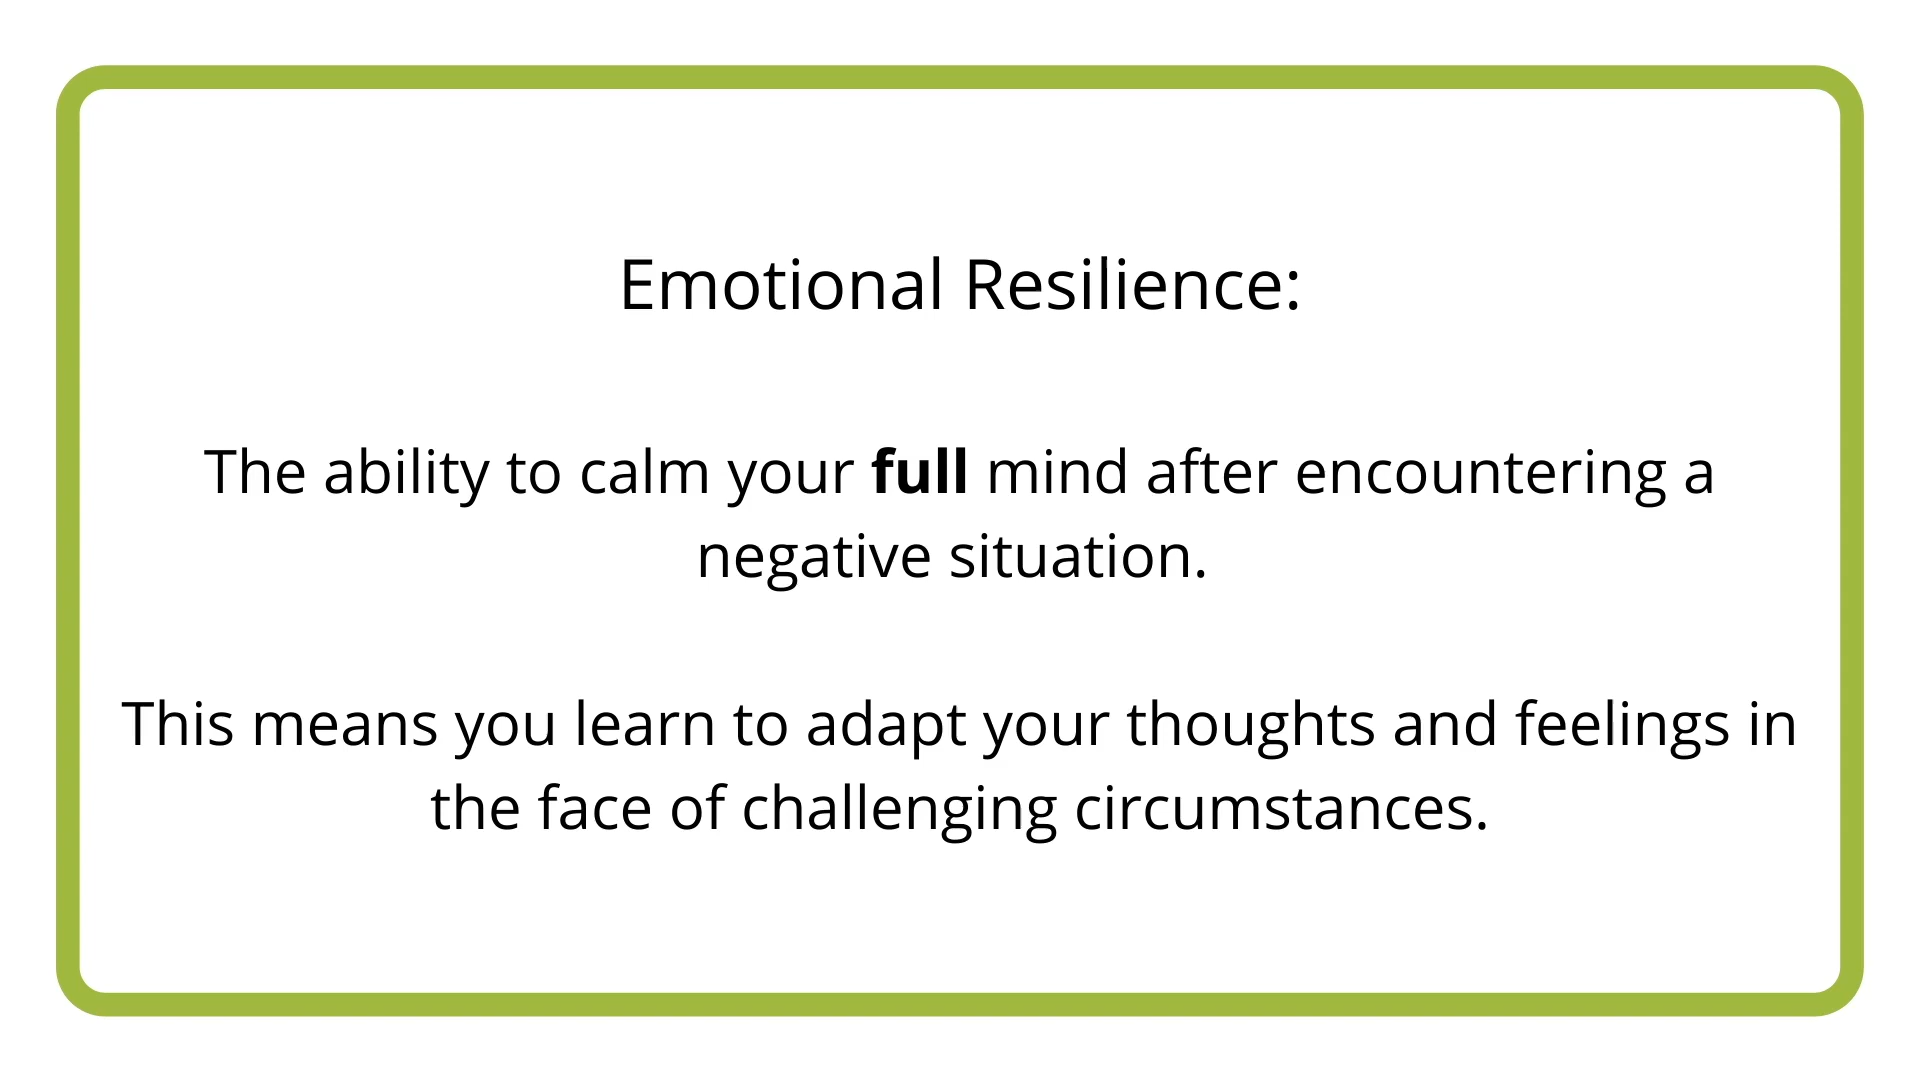 Emotional Resilience:
The ability to calm your full mind after encountering a
negative situation.
This means you learn to adapt your thoughts and feelings in
the face of challenging circumstances.